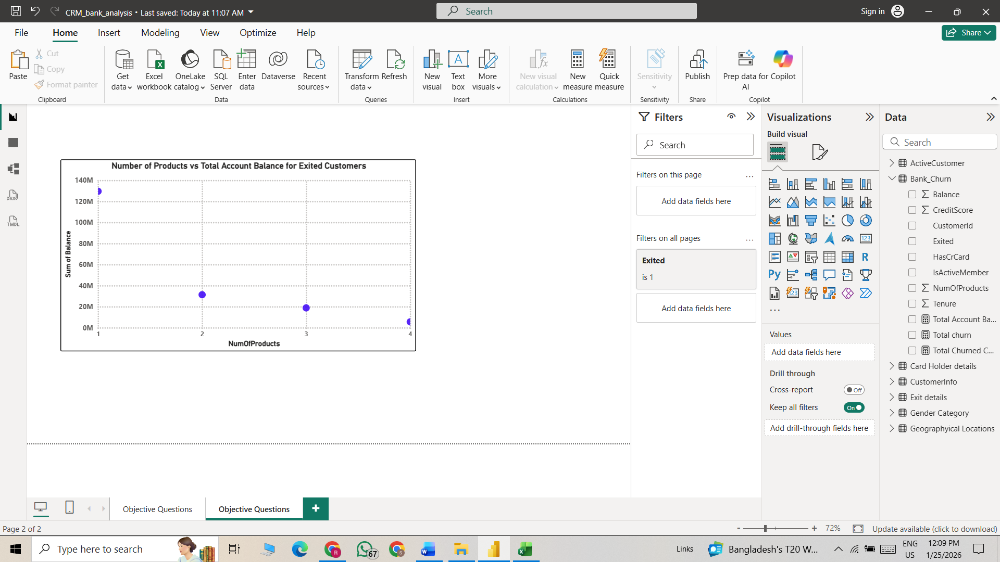 CRM_bank_analysis • Last saved: Today at 11:07 AM
Search
Sign in
File
Home
Insert
Modeling
View
Optimize
Help
Share
Paste
Cut
Copy
Format painter
Clipboard
Get data
Excel workbook
OneLake catalog
SQL Server
Enter data
Dataverse
Recent sources
Data
Transform data
Refresh
Queries
New visual
Text box
More visuals
Insert
New visual calculation
New measure
Quick measure
Calculations
Sensitivity
Sensitivity
Publish
Share
Prep data for AI
Copilot
Copilot
DAX
TMDL
Number of Products vs Total Account Balance for Exited Customers
Sum of Balance
140M
120M
100M
80M
60M
40M
20M
0M
1
2
3
4
NumOfProducts
Filters
Search
Filters on this page
...
Add data fields here
Filters on all pages
...
Exited
is 1
Add data fields here
Visualizations
Build visual
123
R
Py
123
...
Values
Add data fields here
Drill through
Cross-report
Off
Keep all filters
On
Add drill-through fields here
Data
Search
ActiveCustomer
Bank_Churn
Balance
CreditScore
CustomerId
Exited
HasCrCard
IsActiveMember
NumOfProducts
Tenure
Total Account Ba...
Total churn
Total Churned C...
Card Holder details
CustomerInfo
Exit details
Gender Category
Geographyical Locations
Objective Questions
Objective Questions
+
Page 2 of 2
- + 72%
Update available (click to download)
Type here to search
R
67
S
Links
Bangladesh's T20 W...
ENG
US
12:09 PM
1/25/2026